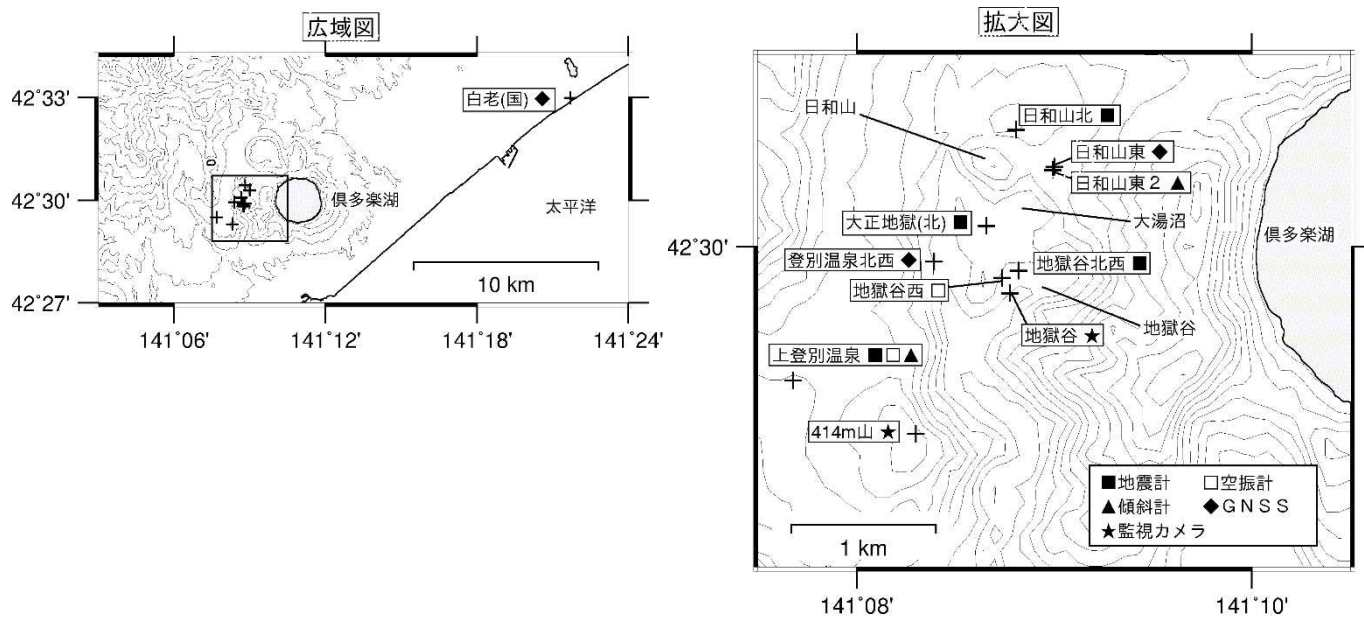 広域図
42°33'
42°30'
42°27'
白老(国) ◆
0
倶多楽湖
太平洋
10 km
141°06'
141°12'
141°18'
141°24'
拡大図
日和山
日和山北 ■
日和山東 ◆
日和山東2 ▲
大湯沼
大正地獄(北) ■
倶多楽湖
42°30'
登別温泉北西 ◆
地獄谷北西 ■
地獄谷西 □
地獄谷
地獄谷 ★
上登別温泉 ■□▲
414m山 ★
■地震計 □空振計
▲傾斜計 ◆GNSS
★監視カメラ
1 km
141°08'
141°10'